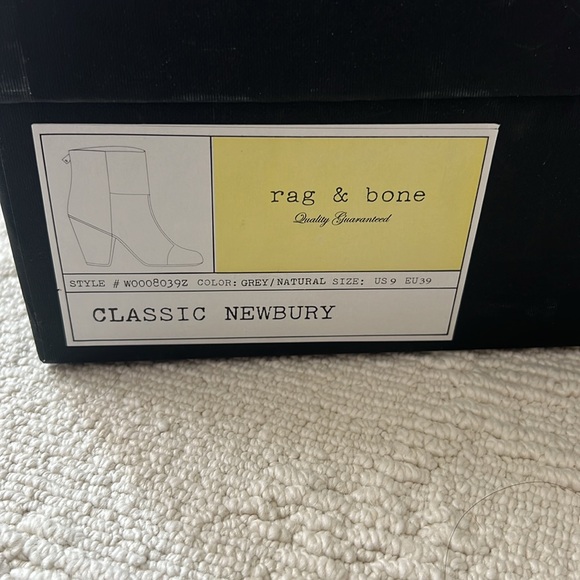 rag & bone
Quality Guaranteed
STYLE # W0008039Z COLOR: GREY/NATURAL SIZE: US 9 EU39
CLASSIC NEWBURY